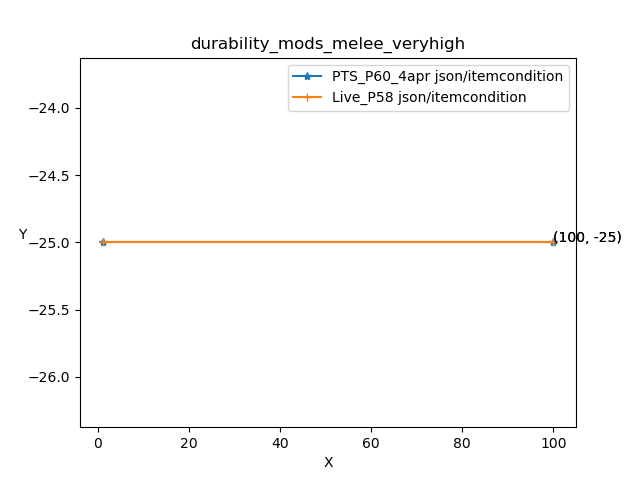 durability_mods_melee_veryhigh
PTS_P60_4apr json/itemcondition
Live_P58 json/itemcondition
−24.0
−24.5
−25.0
−25.5
−26.0
Y
(100, -25)
0
20
40
60
80
100
X